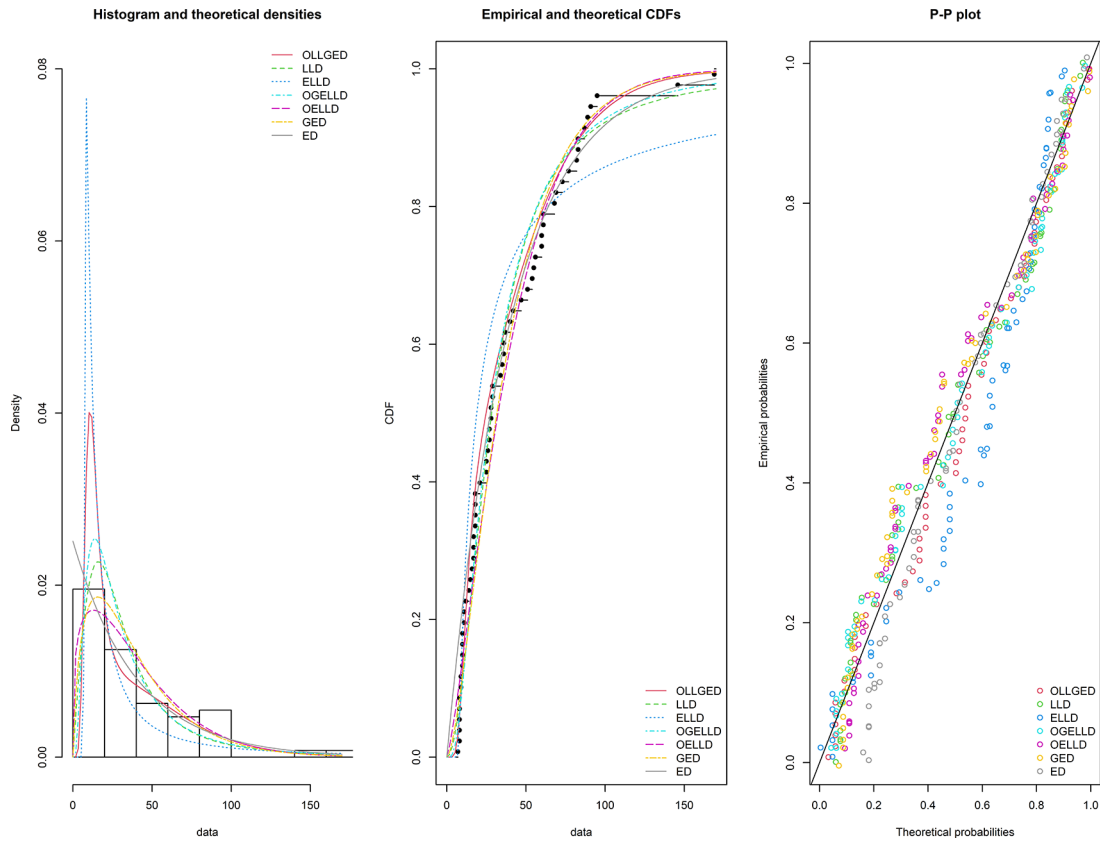 Histogram and theoretical densities
OLLGED
LLD
ELLD
OGELLD
OELLD
GED
ED
Density
0.00
0.02
0.04
0.06
0.08
0
50
100
150
data
Empirical and theoretical CDFs
CDF
0.0
0.2
0.4
0.6
0.8
1.0
OLLGED
LLD
ELLD
OGELLD
OELLD
GED
ED
0
50
100
150
data
P-P plot
Empirical probabilities
0.0
0.2
0.4
0.6
0.8
1.0
OLLGED
LLD
ELLD
OGELLD
OELLD
GED
ED
0.0
0.2
0.4
0.6
0.8
1.0
Theoretical probabilities